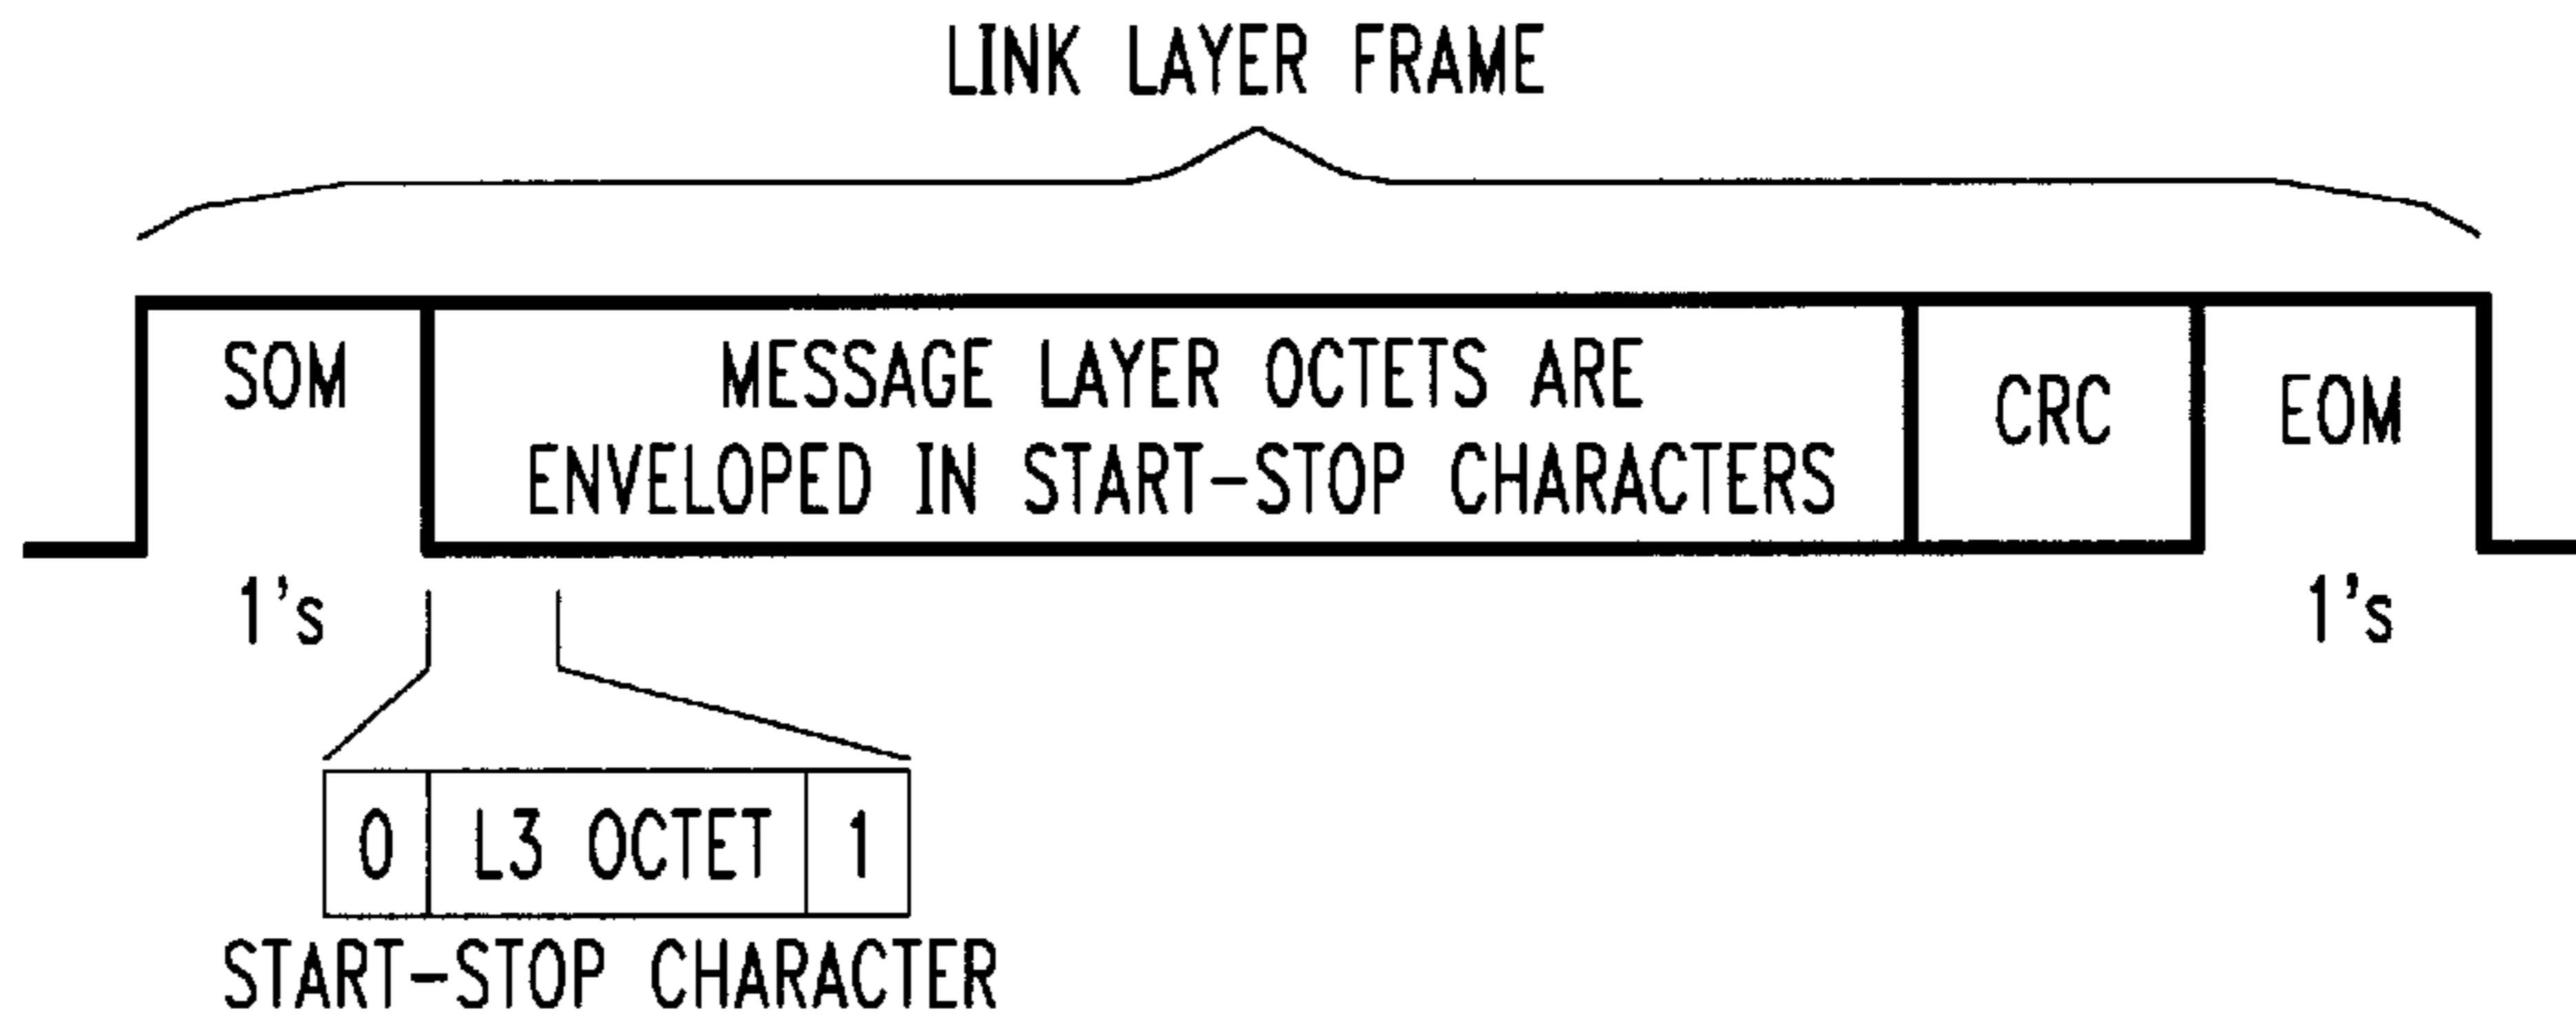 LINK LAYER FRAME
SOM
MESSAGE LAYER OCTETS ARE
ENVELOPED IN START-STOP CHARACTERS
CRC
EOM
1's
1's
0
L3 OCTET
1
START-STOP CHARACTER